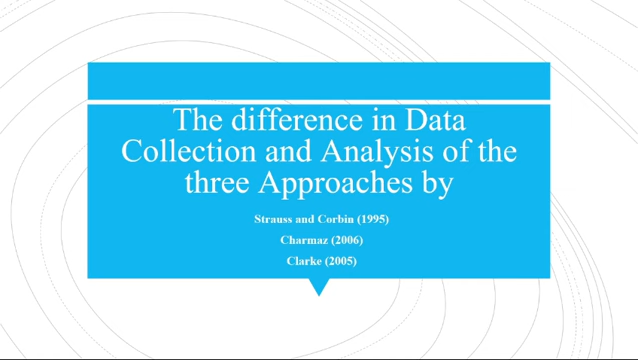 The difference in Data
Collection and Analysis of the
three Approaches by
Strauss and Corbin (1995)
Charmaz (2006)
Clarke (2005)